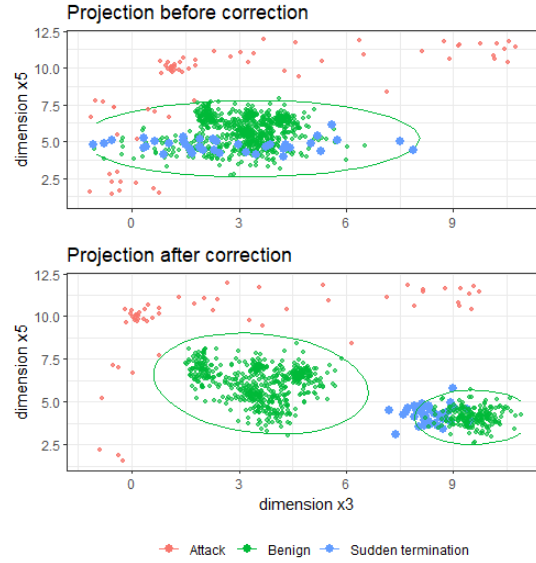 Projection before correction
12.5
10.0
7.5
5.0
2.5
dimension x5
0 3 6 9
Projection after correction
12.5
10.0
7.5
5.0
2.5
dimension x5
0 3 6 9
dimension x3
Attack Benign Sudden termination